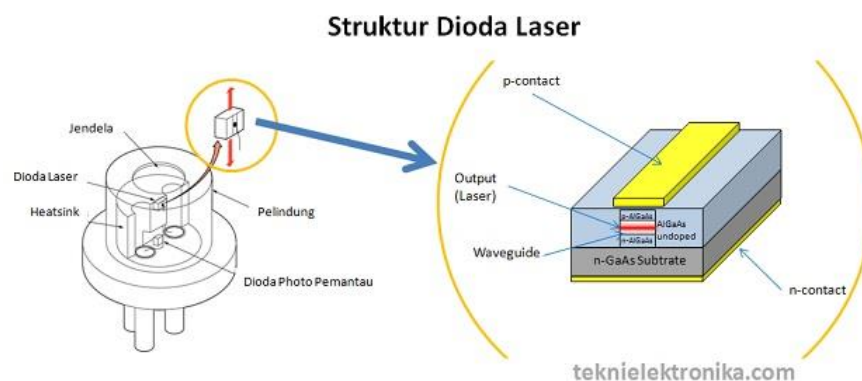 Struktur Dioda Laser
Jendela
Dioda Laser
Heatsink
Pelindung
Dioda Photo Pemantau
p-contact
Output
(Laser)
Waveguide
p-AlGaAs
n-AlGaAs
AlGaAs
undoped
n-GaAs Subtrate
n-contact
teknielektronika.com